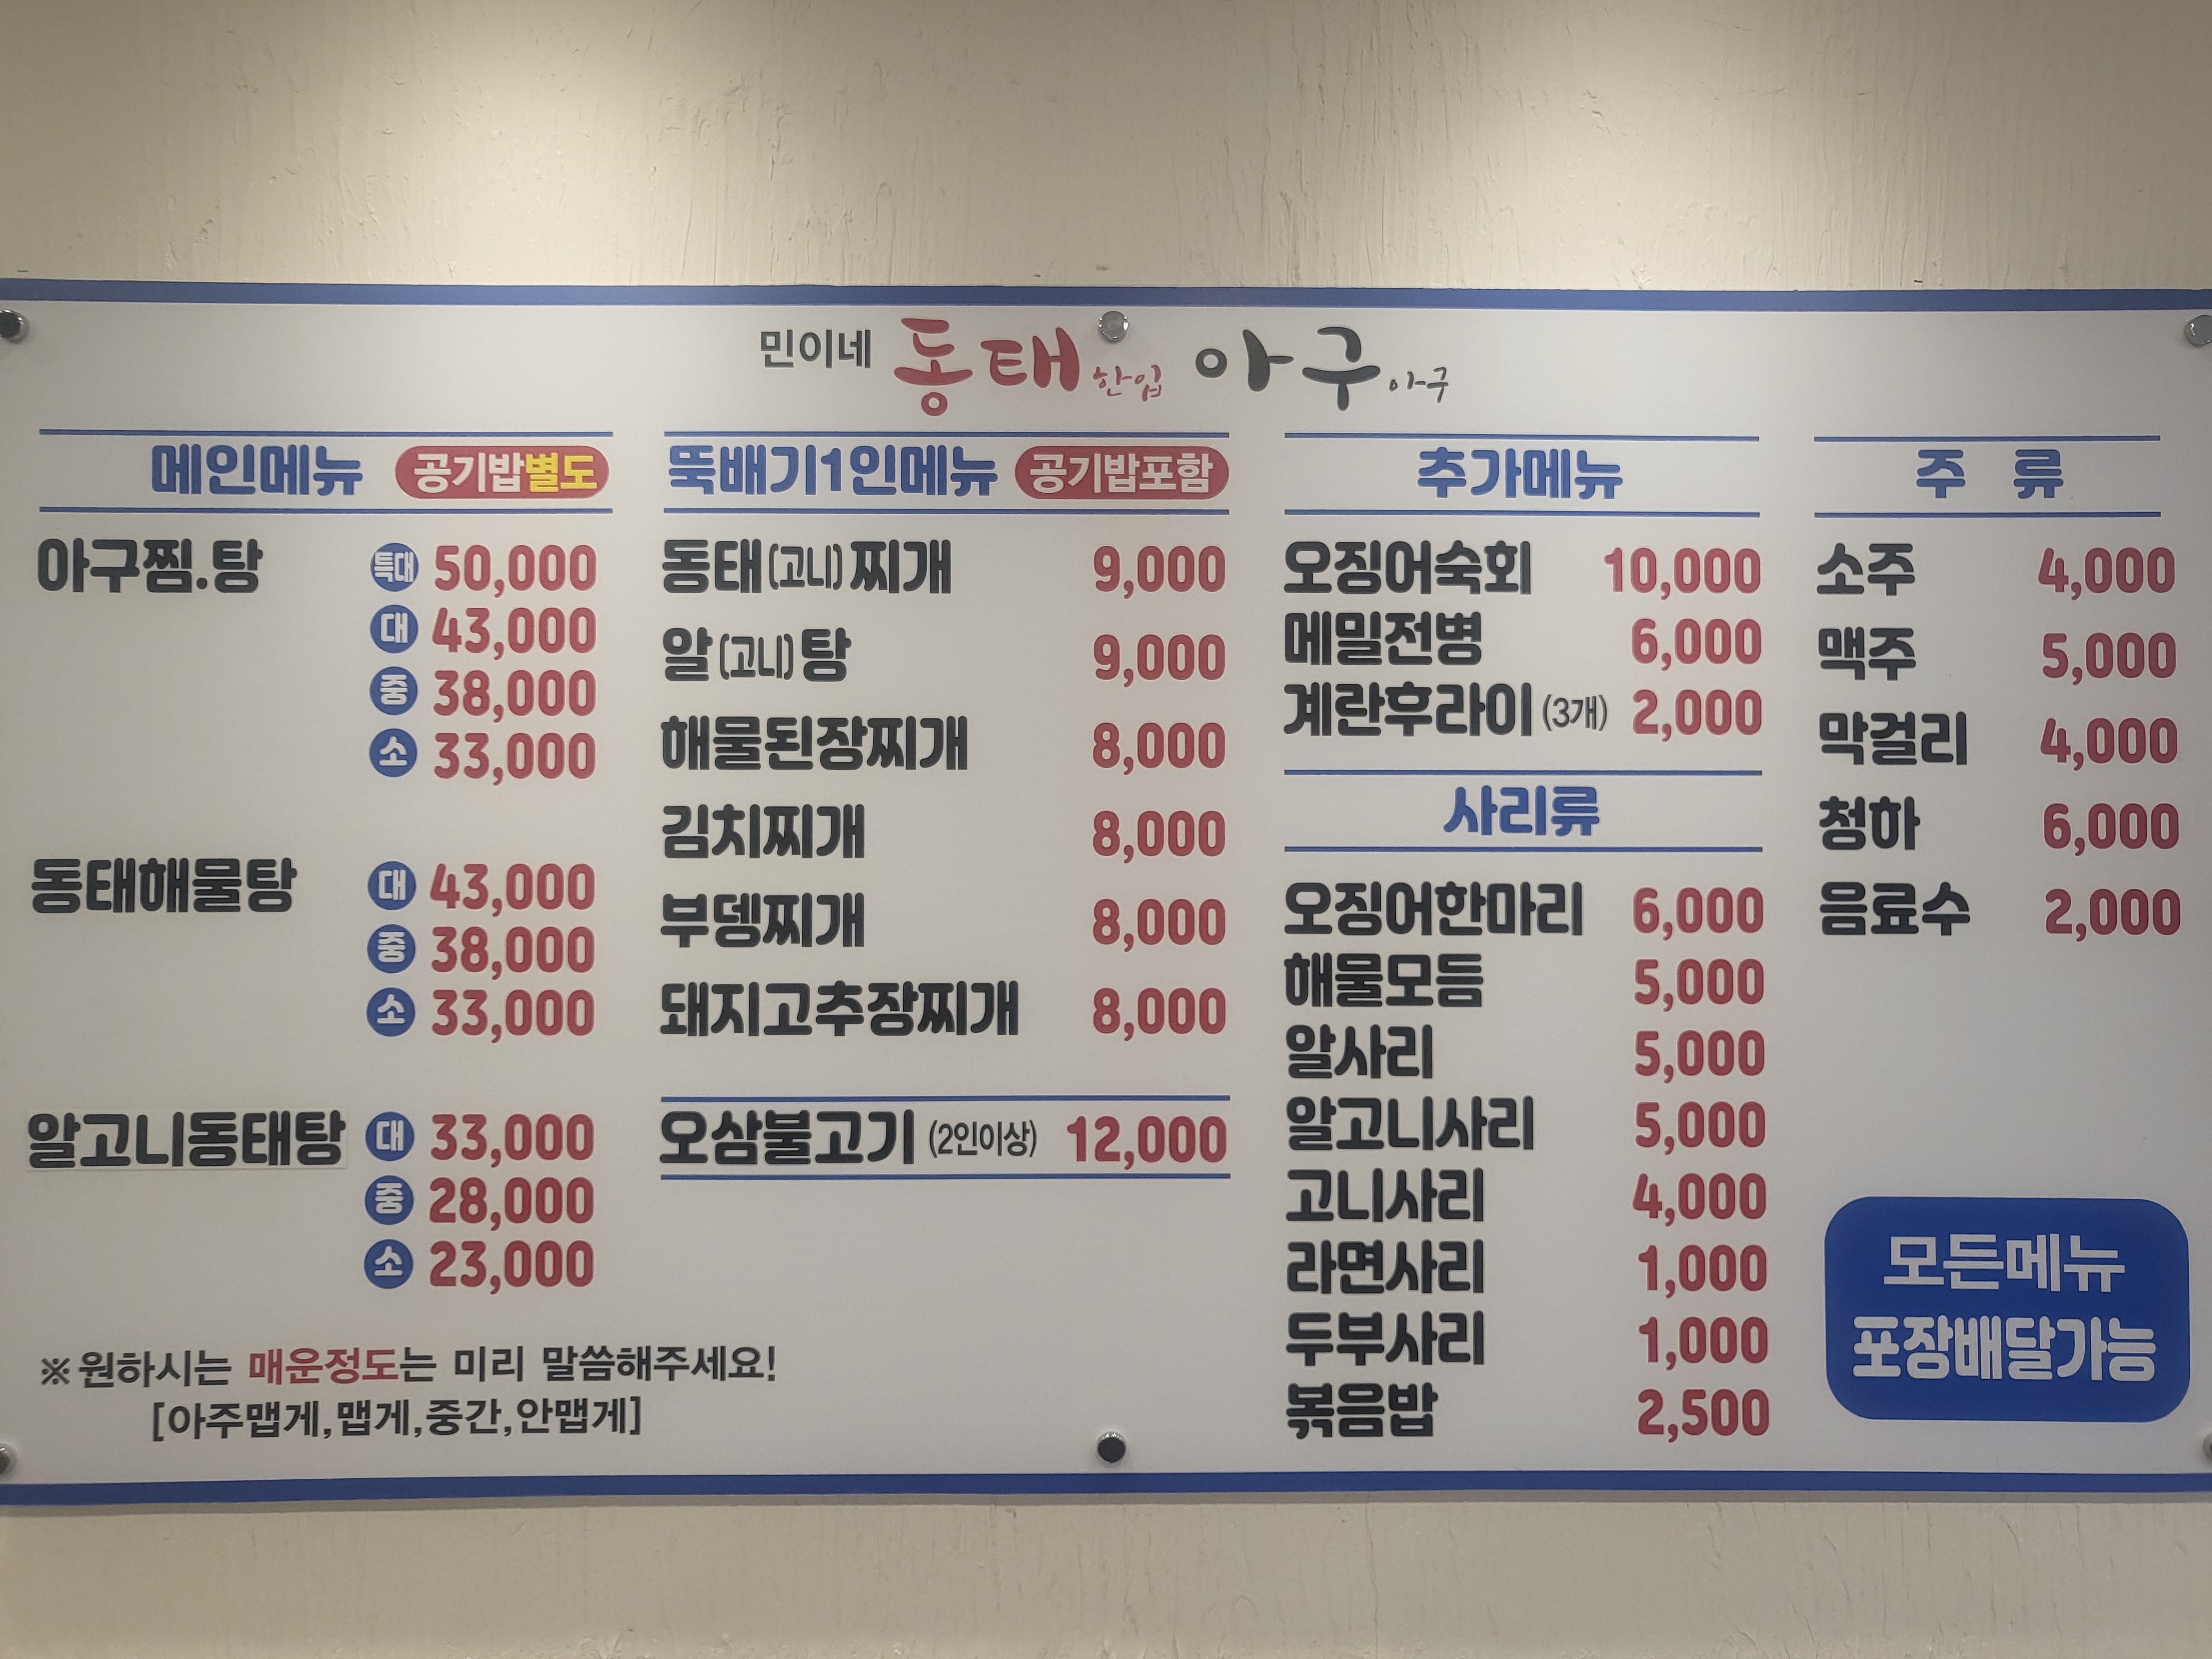 민이네 동태한입 아구아구
메인메뉴 공기밥별도
아구찜.탕 특대 50,000
대 43,000
중 38,000
소 33,000
동태해물탕 대 43,000
중 38,000
소 33,000
알고니동태탕 대 33,000
중 28,000
소 23,000
※원하시는 매운정도는 미리 말씀해주세요!
[아주맵게,맵게,중간,안맵게]
뚝배기1인메뉴 공기밥포함
동태(고니)찌개 9,000
알(고니)탕 9,000
해물된장찌개 8,000
김치찌개 8,000
부뎅찌개 8,000
돼지고추장찌개 8,000
오삼불고기 (2인이상) 12,000
추가메뉴
오징어숙회 10,000
메밀전병 6,000
계란후라이 (3개) 2,000
사리류
오징어한마리 6,000
해물모듬 5,000
알사리 5,000
알고니사리 5,000
고니사리 4,000
라면사리 1,000
두부사리 1,000
볶음밥 2,500
주 류
소주 4,000
맥주 5,000
막걸리 4,000
청하 6,000
음료수 2,000
모든메뉴
포장배달가능